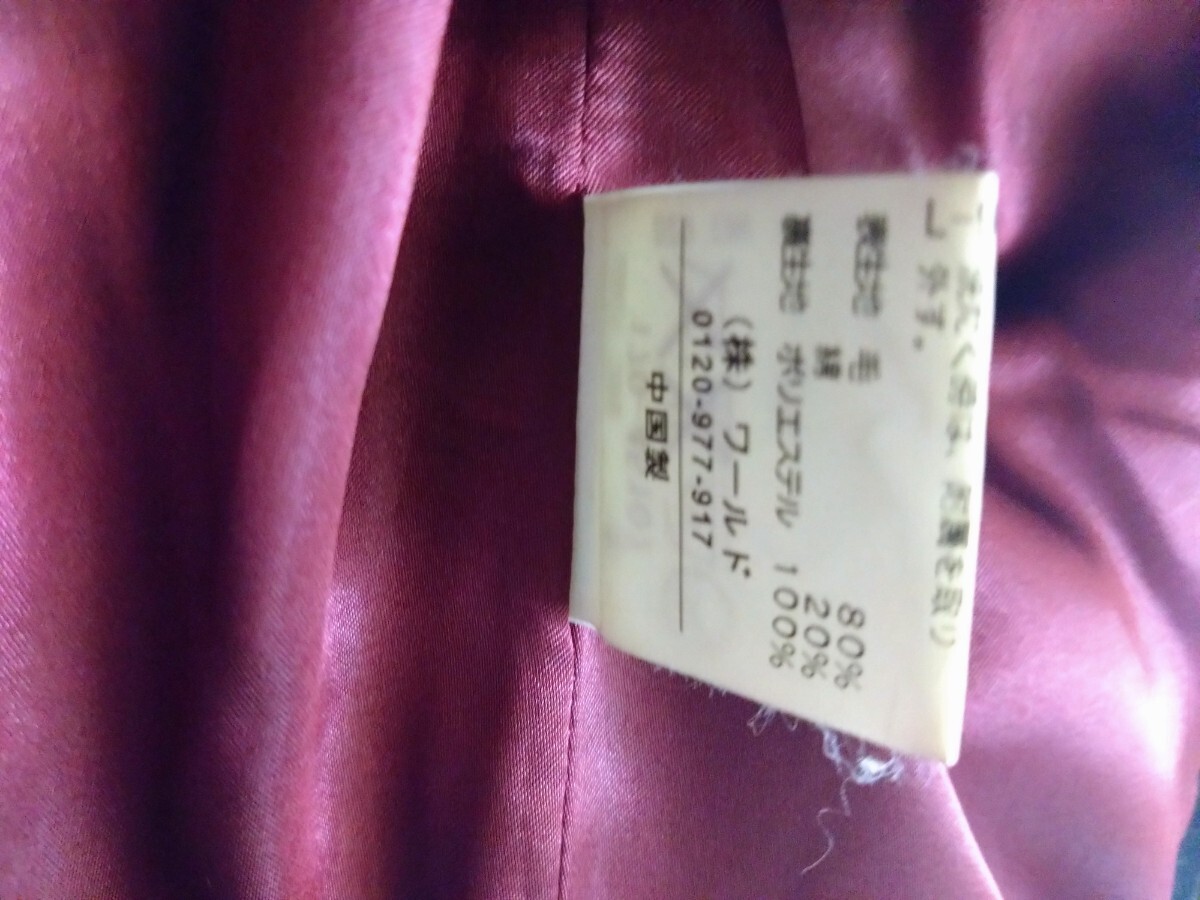 「
」外す。
表生地 毛 80%
綿 20%
裏生地 ポリエステル 100%
(株) ワールド
0120-977-917
中国製